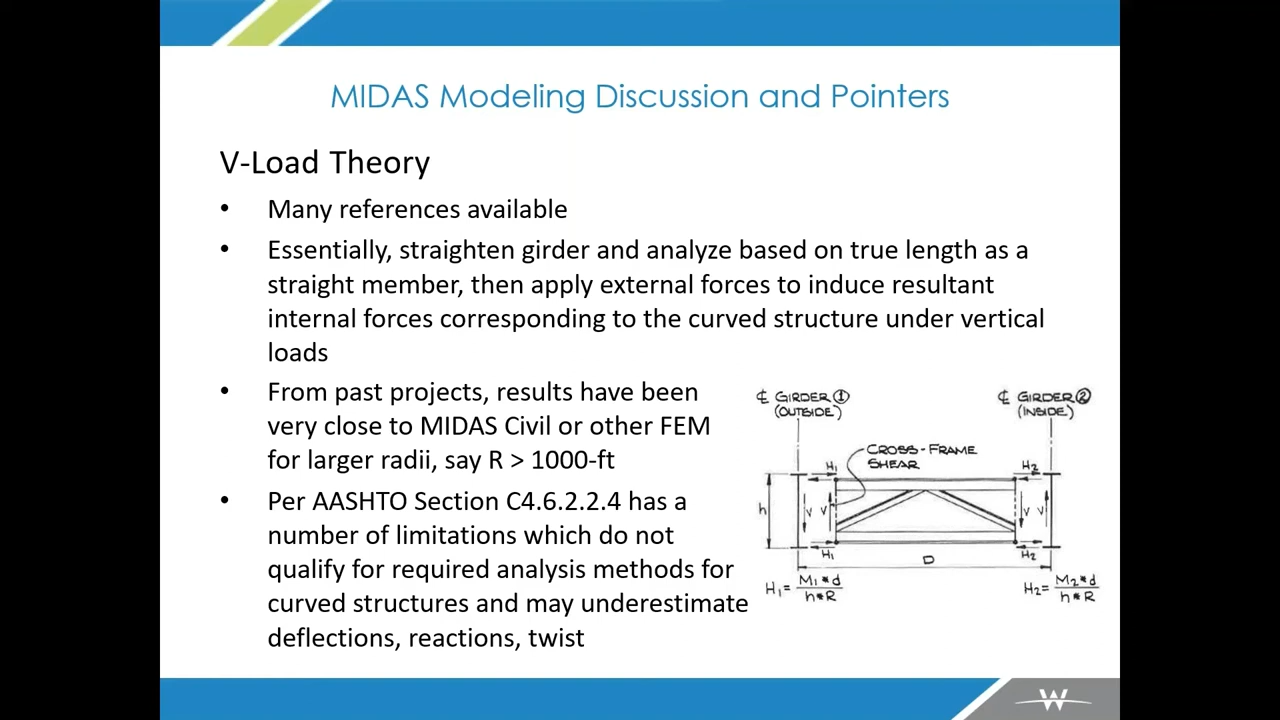 MIDAS Modeling Discussion and Pointers
V-Load Theory
• Many references available
• Essentially, straighten girder and analyze based on true length as a
straight member, then apply external forces to induce resultant
internal forces corresponding to the curved structure under vertical
loads
• From past projects, results have been
very close to MIDAS Civil or other FEM
for larger radii, say R > 1000-ft
• Per AASHTO Section C4.6.2.2.4 has a
number of limitations which do not
qualify for required analysis methods for
curved structures and may underestimate
deflections, reactions, twist
℄ GIRDER ①
(OUTSIDE)
℄ GIRDER ②
(INSIDE)
CROSS-FRAME
SHEAR
H₁
H₂
h
V
V
V
V
H₁
H₂
D
H₁ = M₁*d / h*R
H₂ = M₂*d / h*R
W